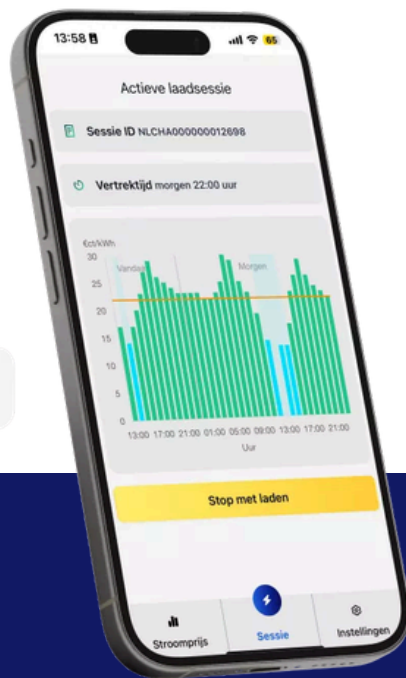 13:58
65
Actieve laadsessie
Sessie ID NLCHA000000012698
Vertrektijd morgen 22:00 uur
€ct/kWh
30
Vandaag
Morgen
25
20
15
10
5
0
13:00 17:00 21:00 01:00 05:00 09:00 13:00 17:00 21:00
Uur
Stop met laden
Stroomprijs
Sessie
Instellingen